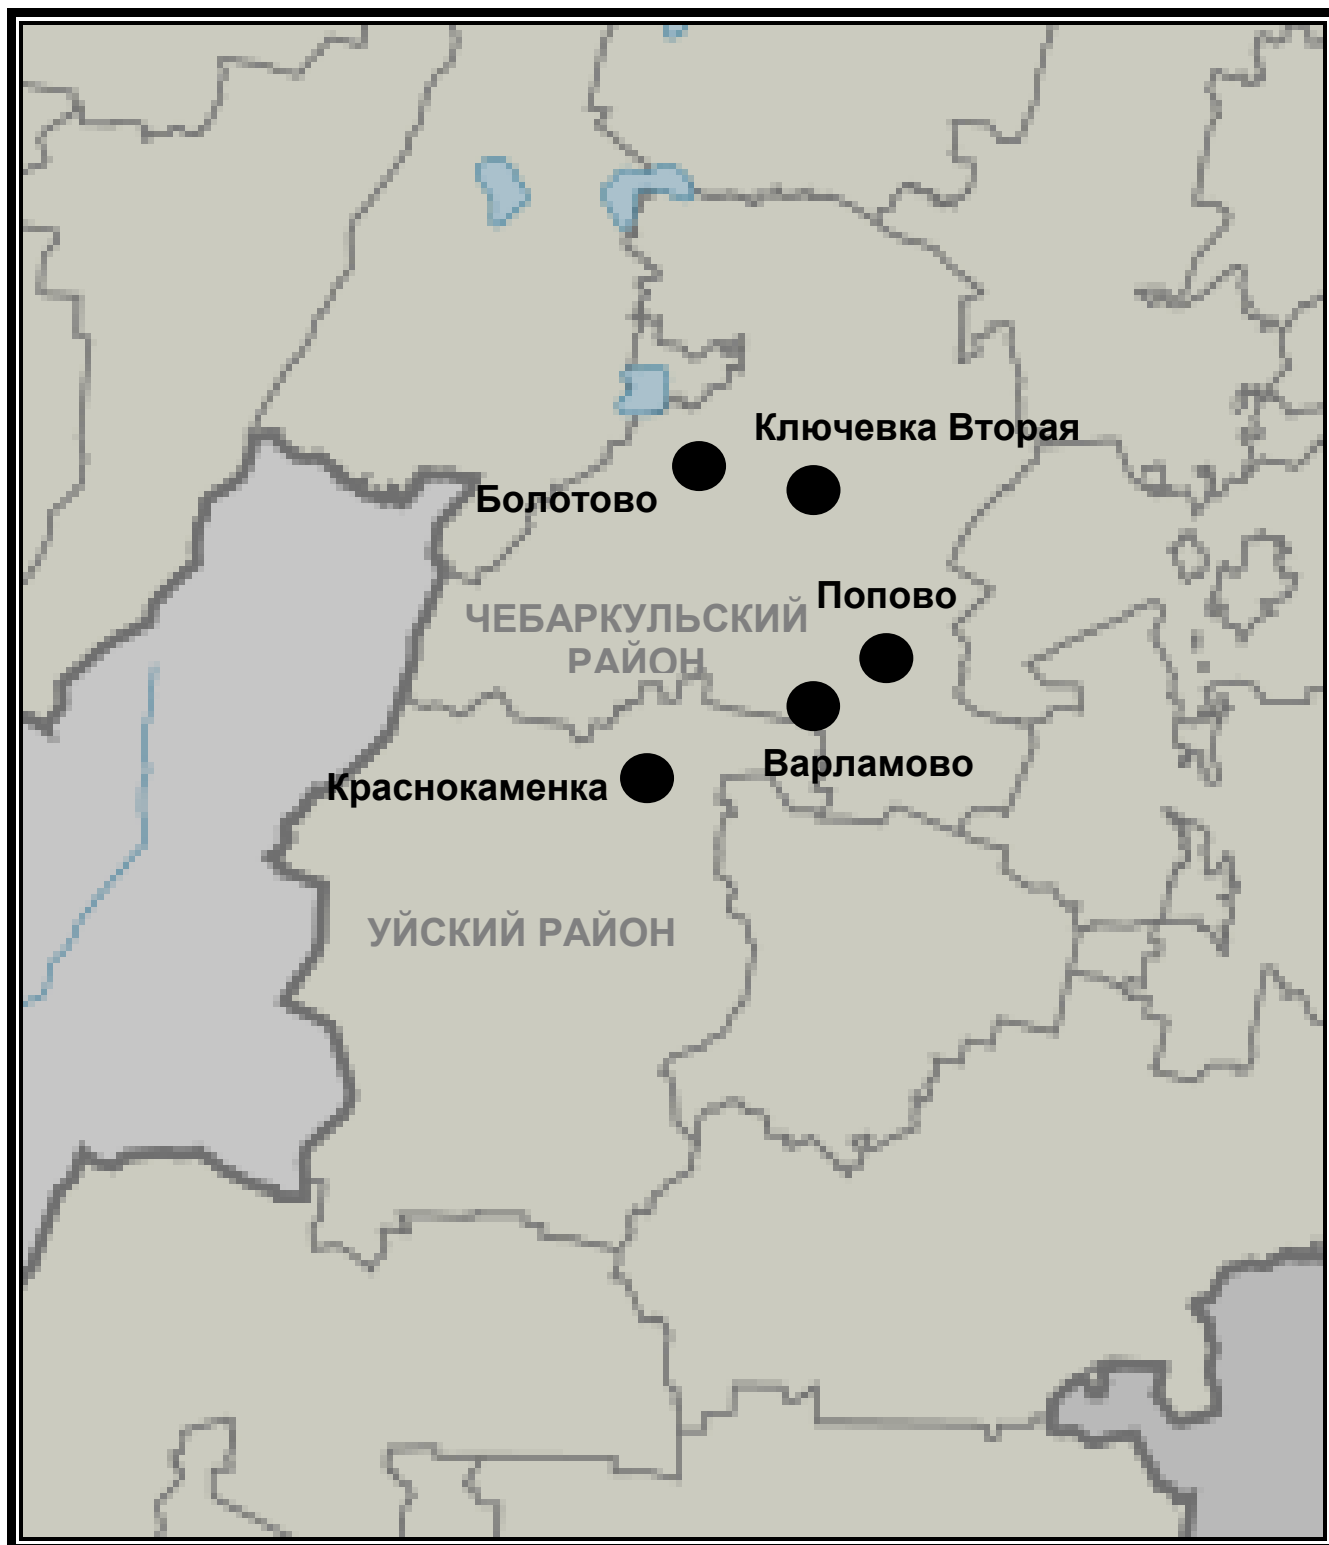 Ключевка Вторая
Болотово
Попово
ЧЕБАРКУЛЬСКИЙ
РАЙОН
Варламово
Краснокаменка
УЙСКИЙ РАЙОН